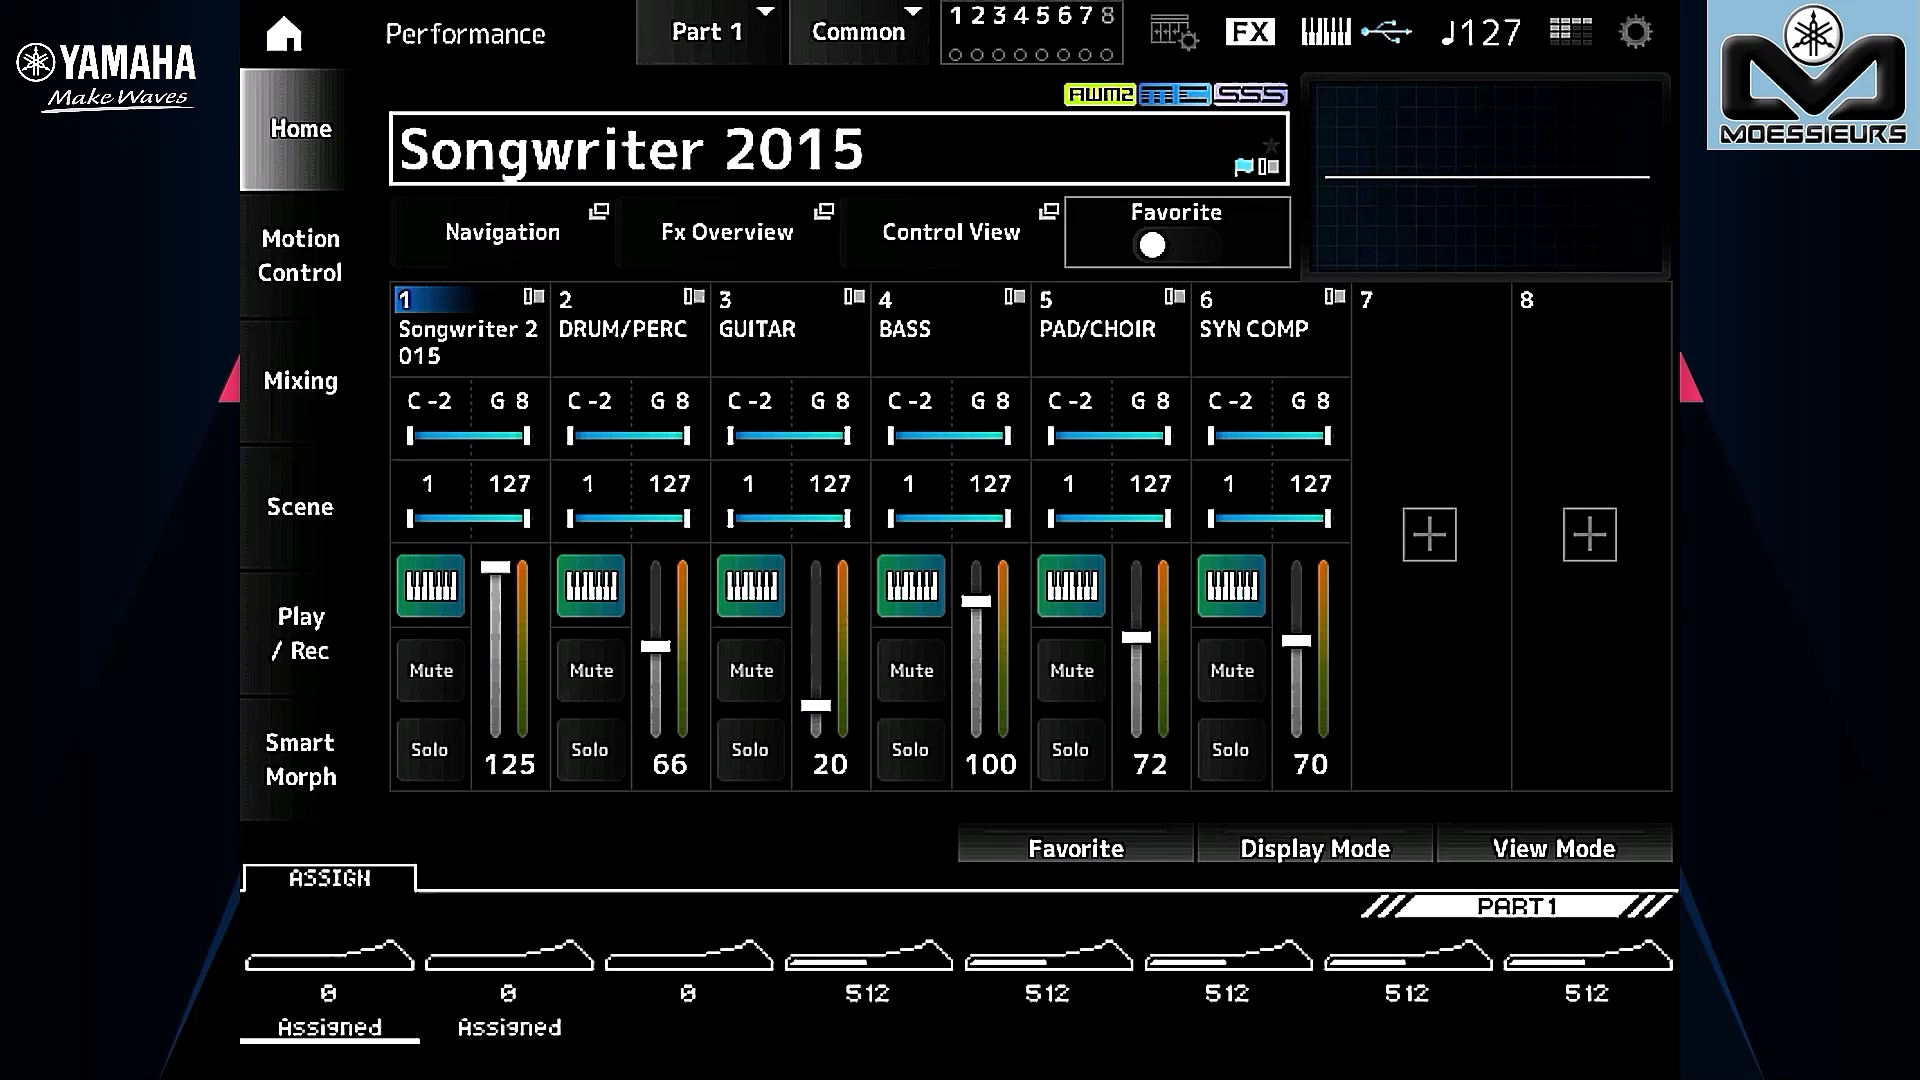 YAMAHA
Make Waves
Performance
Part 1
Common
1 2 3 4 5 6 7 8
FX
♩127
MOESSIEURS
Home
Motion
Control
Mixing
Scene
Play
/ Rec
Smart
Morph
AWM2
SSS
Songwriter 2015
Navigation
Fx Overview
Control View
Favorite
1 2 3 4 5 6 7 8
Songwriter 2
015
DRUM/PERC
GUITAR
BASS
PAD/CHOIR
SYN COMP
C -2 G 8 C -2 G 8 C -2 G 8 C -2 G 8 C -2 G 8 C -2 G 8
1 127 1 127 1 127 1 127 1 127 1 127
Mute Mute Mute Mute Mute Mute
Solo Solo Solo Solo Solo Solo
125 66 20 100 72 70
Favorite
Display Mode
View Mode
ASSIGN
PART1
0 0 0 512 512 512 512 512
Assigned Assigned